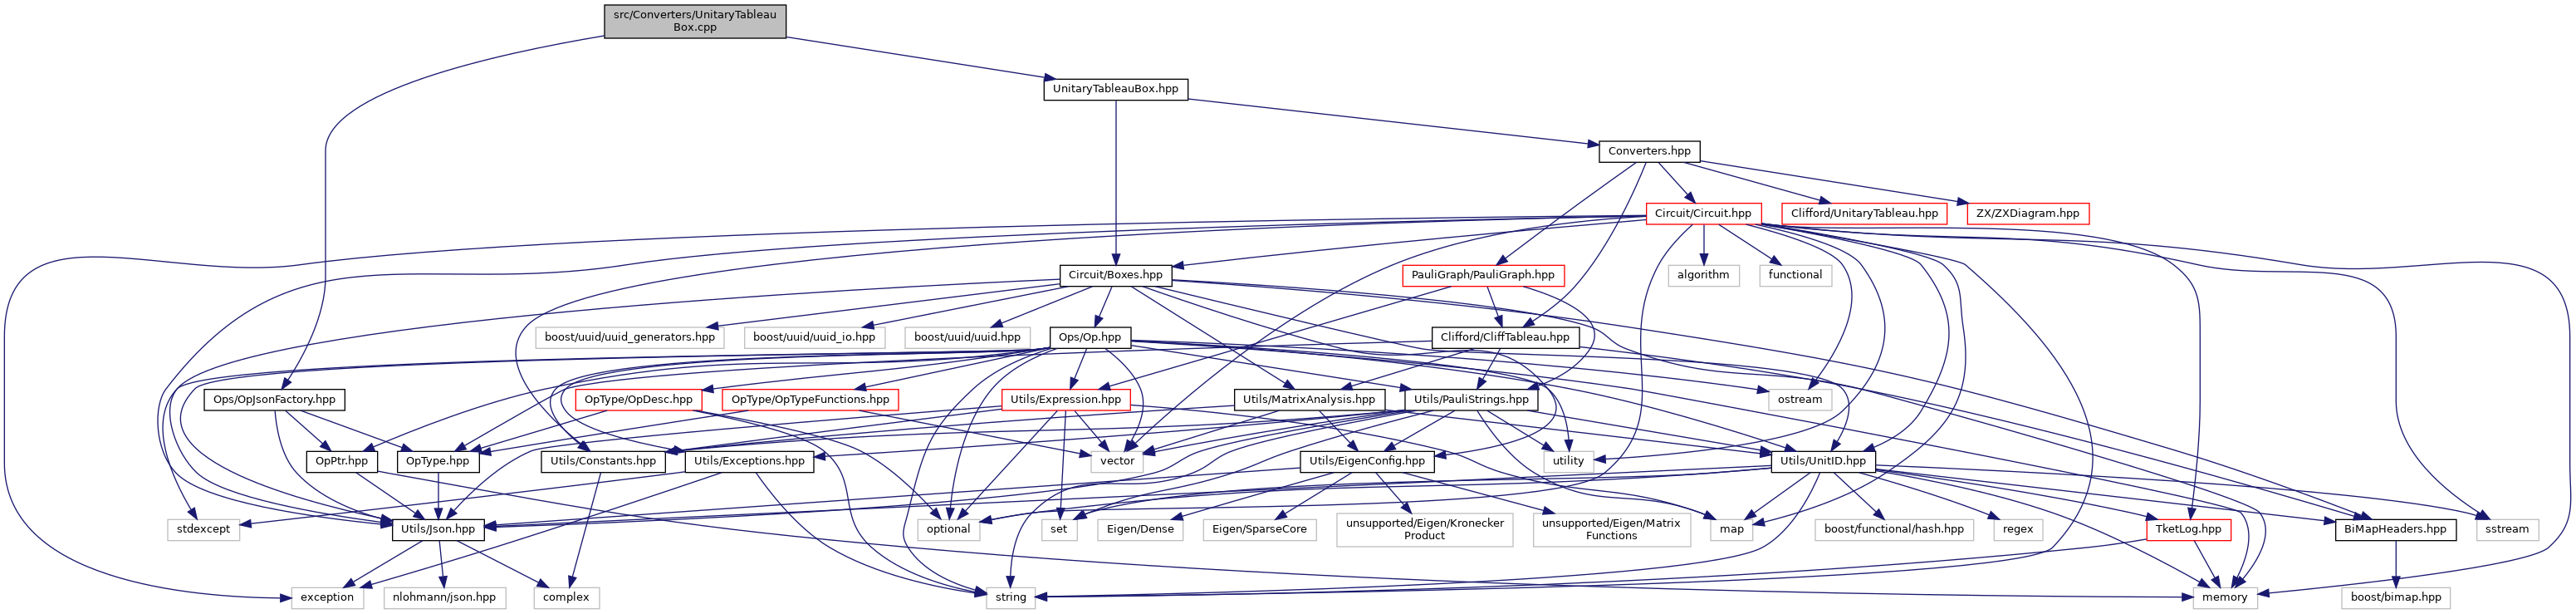 src/Converters/UnitaryTableau
Box.cpp
UnitaryTableauBox.hpp
Converters.hpp
Circuit/Circuit.hpp
Clifford/UnitaryTableau.hpp
ZX/ZXDiagram.hpp
Circuit/Boxes.hpp
PauliGraph/PauliGraph.hpp
algorithm
functional
boost/uuid/uuid_generators.hpp
boost/uuid/uuid_io.hpp
boost/uuid/uuid.hpp
Ops/Op.hpp
Clifford/CliffTableau.hpp
Ops/OpJsonFactory.hpp
OpType/OpDesc.hpp
OpType/OpTypeFunctions.hpp
Utils/Expression.hpp
Utils/MatrixAnalysis.hpp
Utils/PauliStrings.hpp
ostream
OpPtr.hpp
OpType.hpp
Utils/Constants.hpp
Utils/Exceptions.hpp
vector
Utils/EigenConfig.hpp
utility
Utils/UnitID.hpp
stdexcept
Utils/Json.hpp
optional
set
Eigen/Dense
Eigen/SparseCore
unsupported/Eigen/Kronecker
Product
unsupported/Eigen/Matrix
Functions
map
boost/functional/hash.hpp
regex
TketLog.hpp
BiMapHeaders.hpp
sstream
exception
nlohmann/json.hpp
complex
string
memory
boost/bimap.hpp